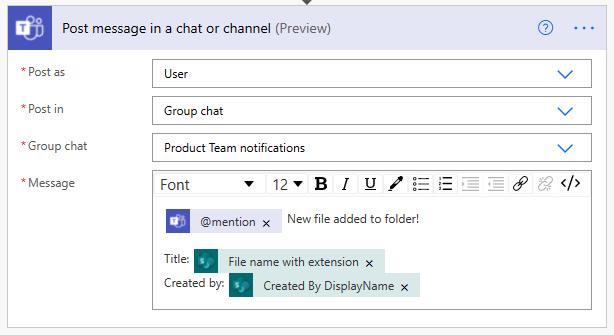 Post message in a chat or channel (Preview)
* Post as
User
* Post in
Group chat
* Group chat
Product Team notifications
* Message
Font 12 B I U </>
@mention × New file added to folder!
Title: File name with extension ×
Created by: Created By DisplayName ×